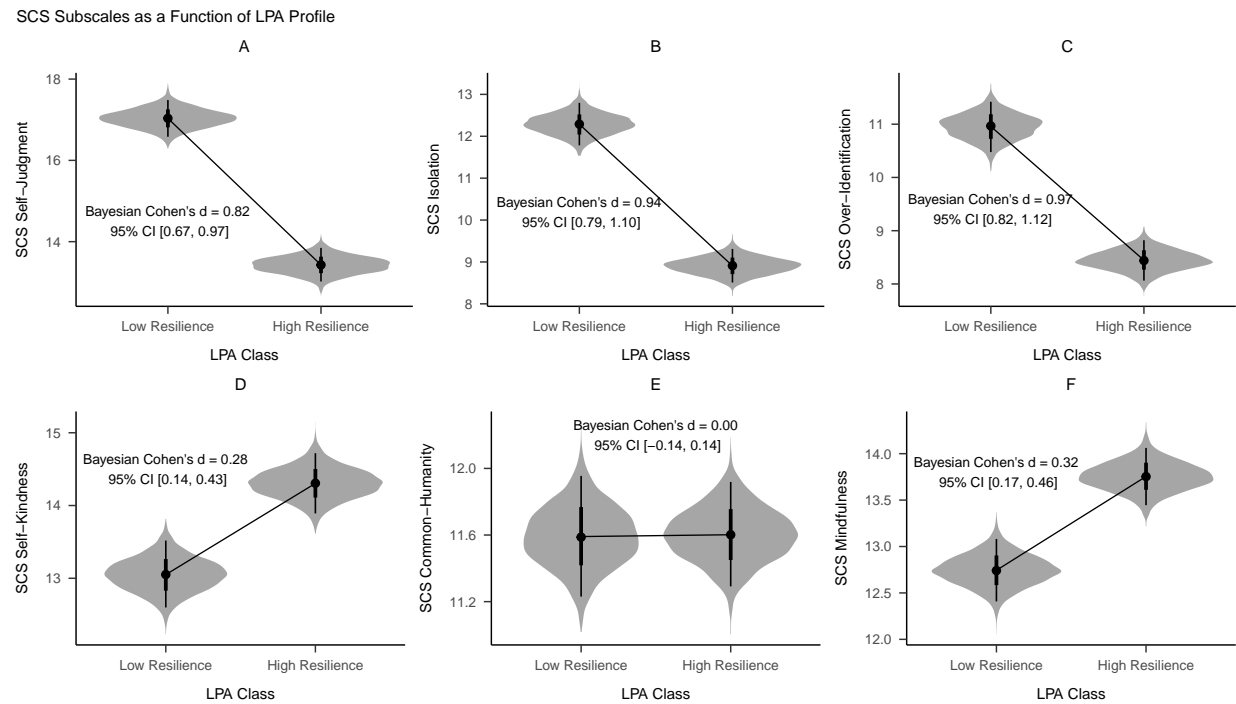 SCS Subscales as a Function of LPA Profile
A
18
16
14
SCS Self−Judgment
Bayesian Cohen's d = 0.82
95% CI [0.67, 0.97]
Low Resilience High Resilience
LPA Class
B
13
12
11
10
9
8
SCS Isolation
Bayesian Cohen's d = 0.94
95% CI [0.79, 1.10]
Low Resilience High Resilience
LPA Class
C
11
10
9
8
SCS Over−Identification
Bayesian Cohen's d = 0.97
95% CI [0.82, 1.12]
Low Resilience High Resilience
LPA Class
D
15
14
13
SCS Self−Kindness
Bayesian Cohen's d = 0.28
95% CI [0.14, 0.43]
Low Resilience High Resilience
LPA Class
E
12.0
11.6
11.2
SCS Common−Humanity
Bayesian Cohen's d = 0.00
95% CI [−0.14, 0.14]
Low Resilience High Resilience
LPA Class
F
14.0
13.5
13.0
12.5
12.0
SCS Mindfulness
Bayesian Cohen's d = 0.32
95% CI [0.17, 0.46]
Low Resilience High Resilience
LPA Class